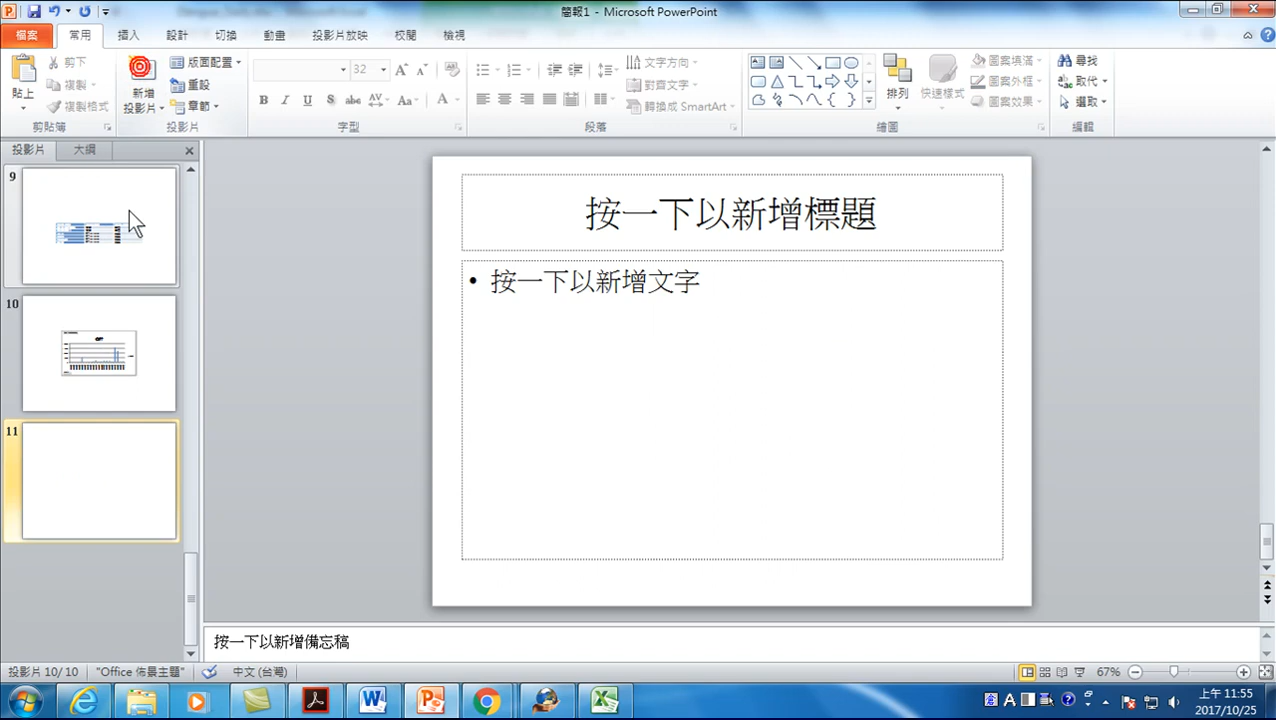 簡報1 - Microsoft PowerPoint
檔案 常用 插入 設計 切換 動畫 投影片放映 校閱 檢視
貼上 剪下 複製 複製格式 剪貼簿
新增投影片 版面配置 重設 章節 投影片
32
B I U S abc AV Aa A
字型
文字方向 對齊文字 轉換成 SmartArt 段落
排列 快速樣式 圖案填滿 圖案外框 圖案效果 繪圖
尋找 取代 選取 編輯
投影片 大綱
9
10
11
按一下以新增標題
• 按一下以新增文字
按一下以新增備忘稿
投影片 10/ 10 "Office 佈景主題" 中文 (台灣) 67%
上午 11:55
2017/10/25